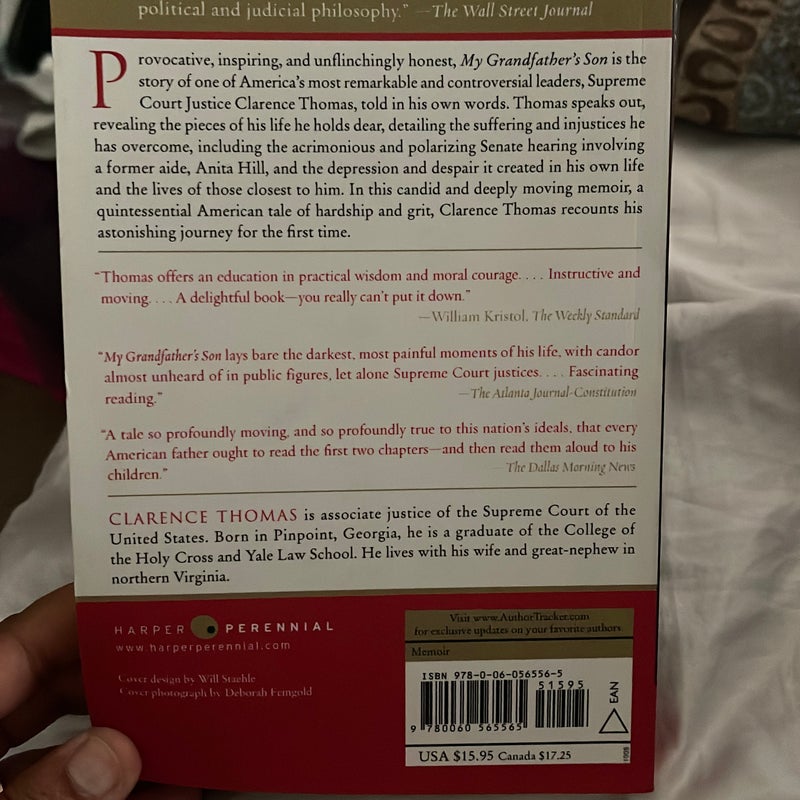 political and judicial philosophy.” —The Wall Street Journal
Provocative, inspiring, and unflinchingly honest, My Grandfather’s Son is the
story of one of America’s most remarkable and controversial leaders, Supreme
Court Justice Clarence Thomas, told in his own words. Thomas speaks out,
revealing the pieces of his life he holds dear, detailing the suffering and injustices he
has overcome, including the acrimonious and polarizing Senate hearing involving
a former aide, Anita Hill, and the depression and despair it created in his own life
and the lives of those closest to him. In this candid and deeply moving memoir, a
quintessential American tale of hardship and grit, Clarence Thomas recounts his
astonishing journey for the first time.
“Thomas offers an education in practical wisdom and moral courage. . . . Instructive and
moving. . . . A delightful book—you really can’t put it down.”
—William Kristol, The Weekly Standard
“My Grandfather’s Son lays bare the darkest, most painful moments of his life, with candor
almost unheard of in public figures, let alone Supreme Court justices. . . . Fascinating
reading.” —The Atlanta Journal-Constitution
“A tale so profoundly moving, and so profoundly true to this nation’s ideals, that every
American father ought to read the first two chapters—and then read them aloud to his
children.” —The Dallas Morning News
CLARENCE THOMAS is associate justice of the Supreme Court of the
United States. Born in Pinpoint, Georgia, he is a graduate of the College of
the Holy Cross and Yale Law School. He lives with his wife and great-nephew in
northern Virginia.
HARPER PERENNIAL
www.harperperennial.com
Cover design by Will Staehle
Cover photograph by Deborah Feingold
Visit www.AuthorTracker.com
for exclusive updates on your favorite authors
Memoir
ISBN 978-0-06-056556-5
51595
EAN
9 780060 565565
USA $15.95 Canada $17.25